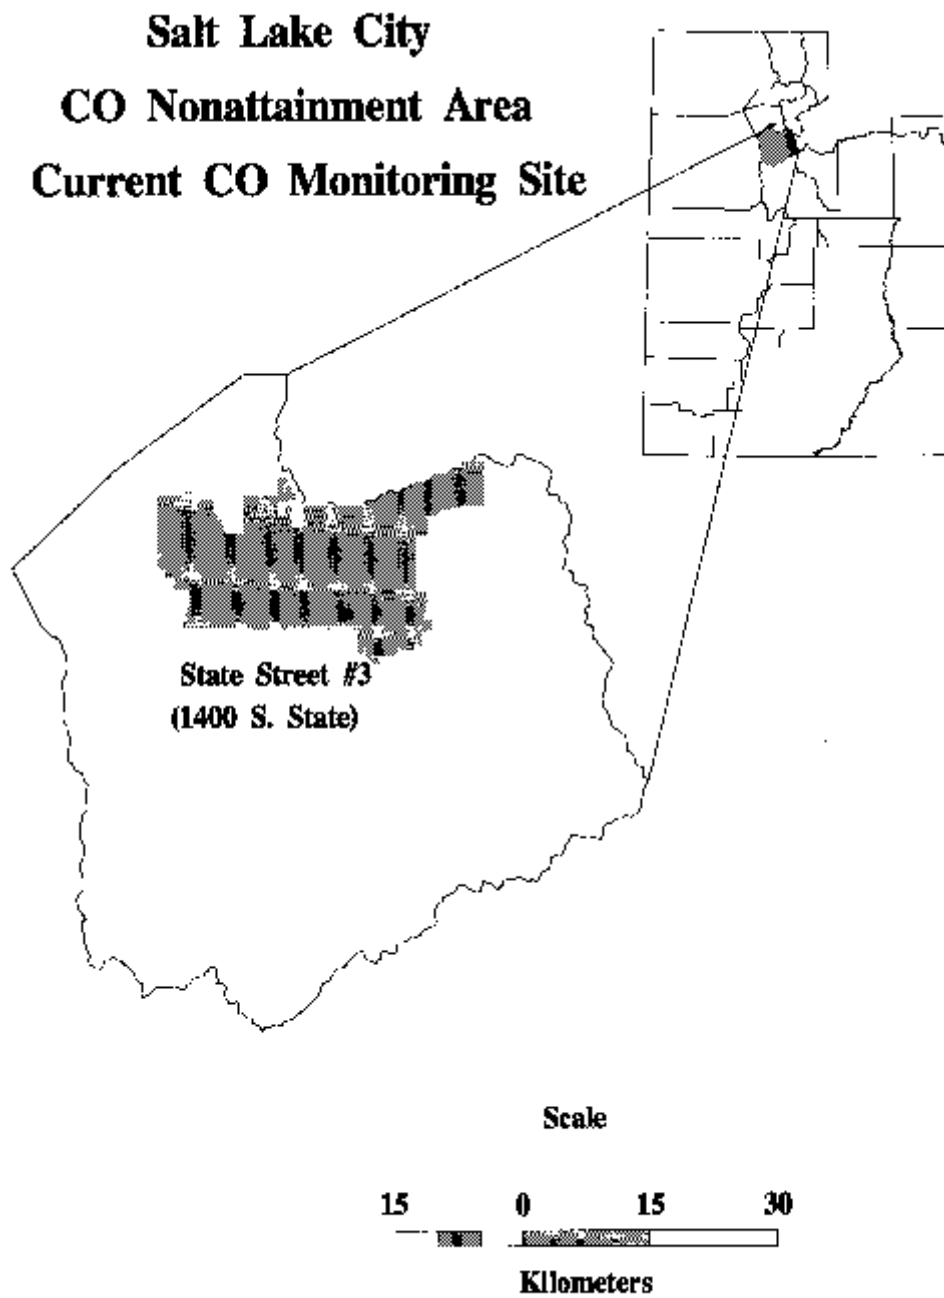 Salt Lake City
CO Nonattainment Area
Current CO Monitoring Site
State Street #3
(1400 S. State)
Scale
15 0 15 30
Kilometers